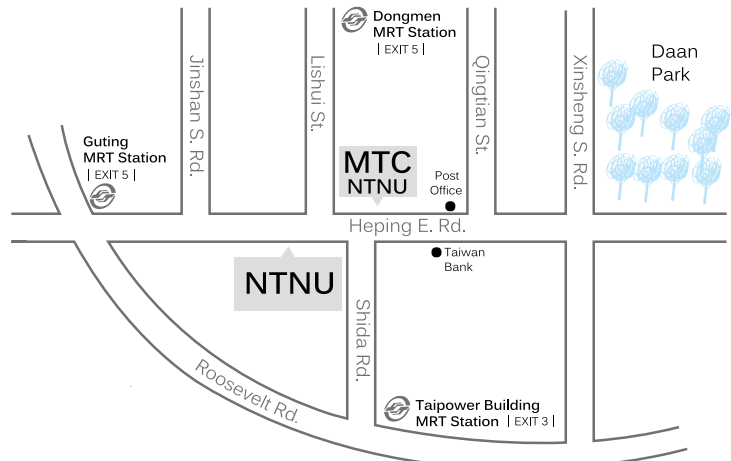 Dongmen
MRT Station
| EXIT 5 |
Daan
Park
Jinshan S. Rd.
Lishui St.
Qingtian St.
Xinsheng S. Rd.
Guting
MRT Station
| EXIT 5 |
MTC
NTNU
Post
Office
Heping E. Rd.
Taiwan
Bank
NTNU
Shida Rd.
Roosevelt Rd.
Taipower Building
MRT Station | EXIT 3 |